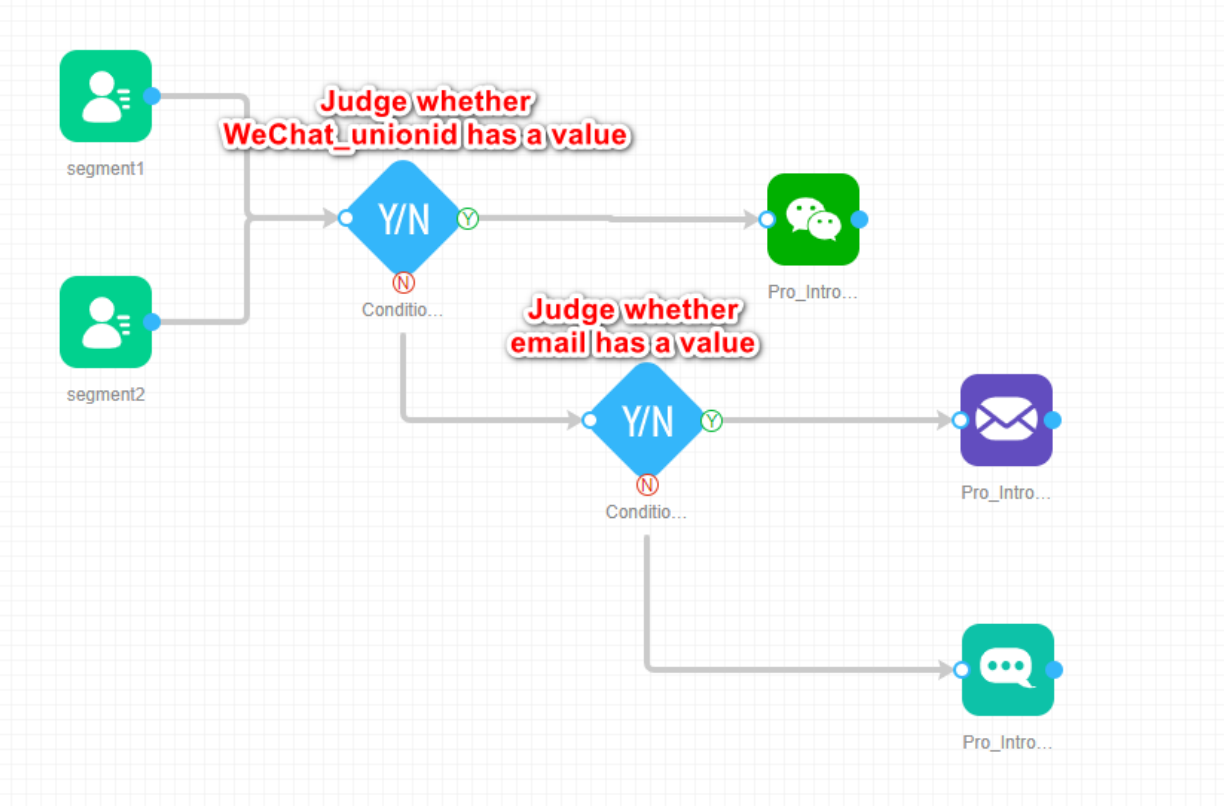 segment1
Judge whether
WeChat_unionid has a value
Y/N
Y
N
Conditio...
Pro_Intro...
segment2
Judge whether
email has a value
Y/N
Y
N
Conditio...
Pro_Intro...
Pro_Intro...